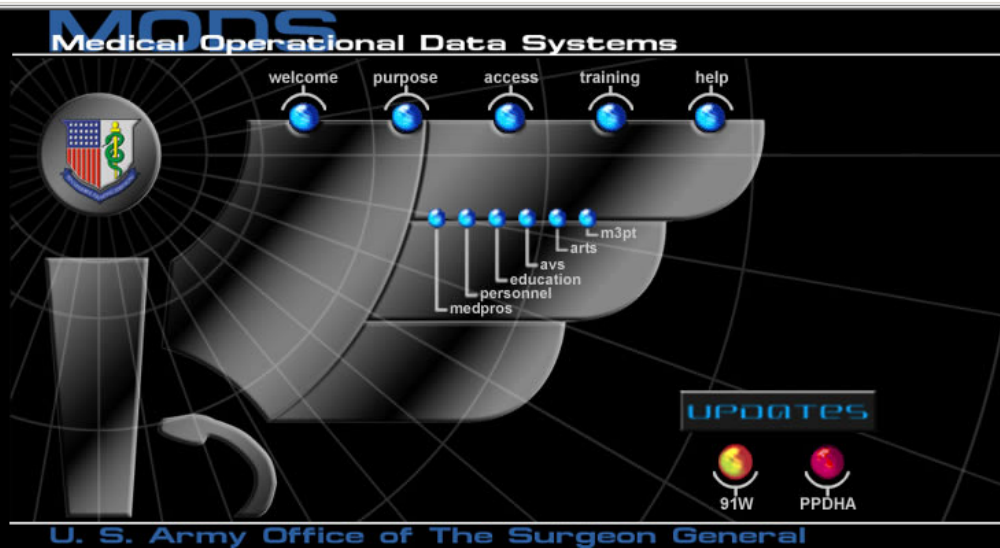 MODS
Medical Operational Data Systems
welcome purpose access training help
m3pt
arts
avs
education
personnel
medpros
UPDATES
91W PPDHA
U. S. Army Office of The Surgeon General